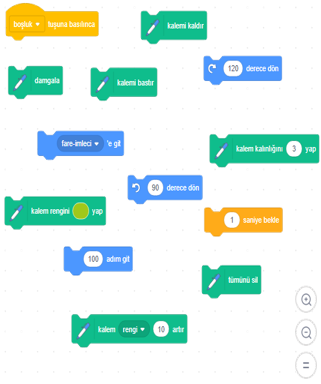 boşluk tuşuna basılınca
kalemi kaldır
damgala
kalemi bastır
120 derece dön
fare-imleci 'e git
kalem kalınlığını 3 yap
90 derece dön
kalem rengini yap
1 saniye bekle
100 adım git
tümünü sil
kalem rengi 10 artır